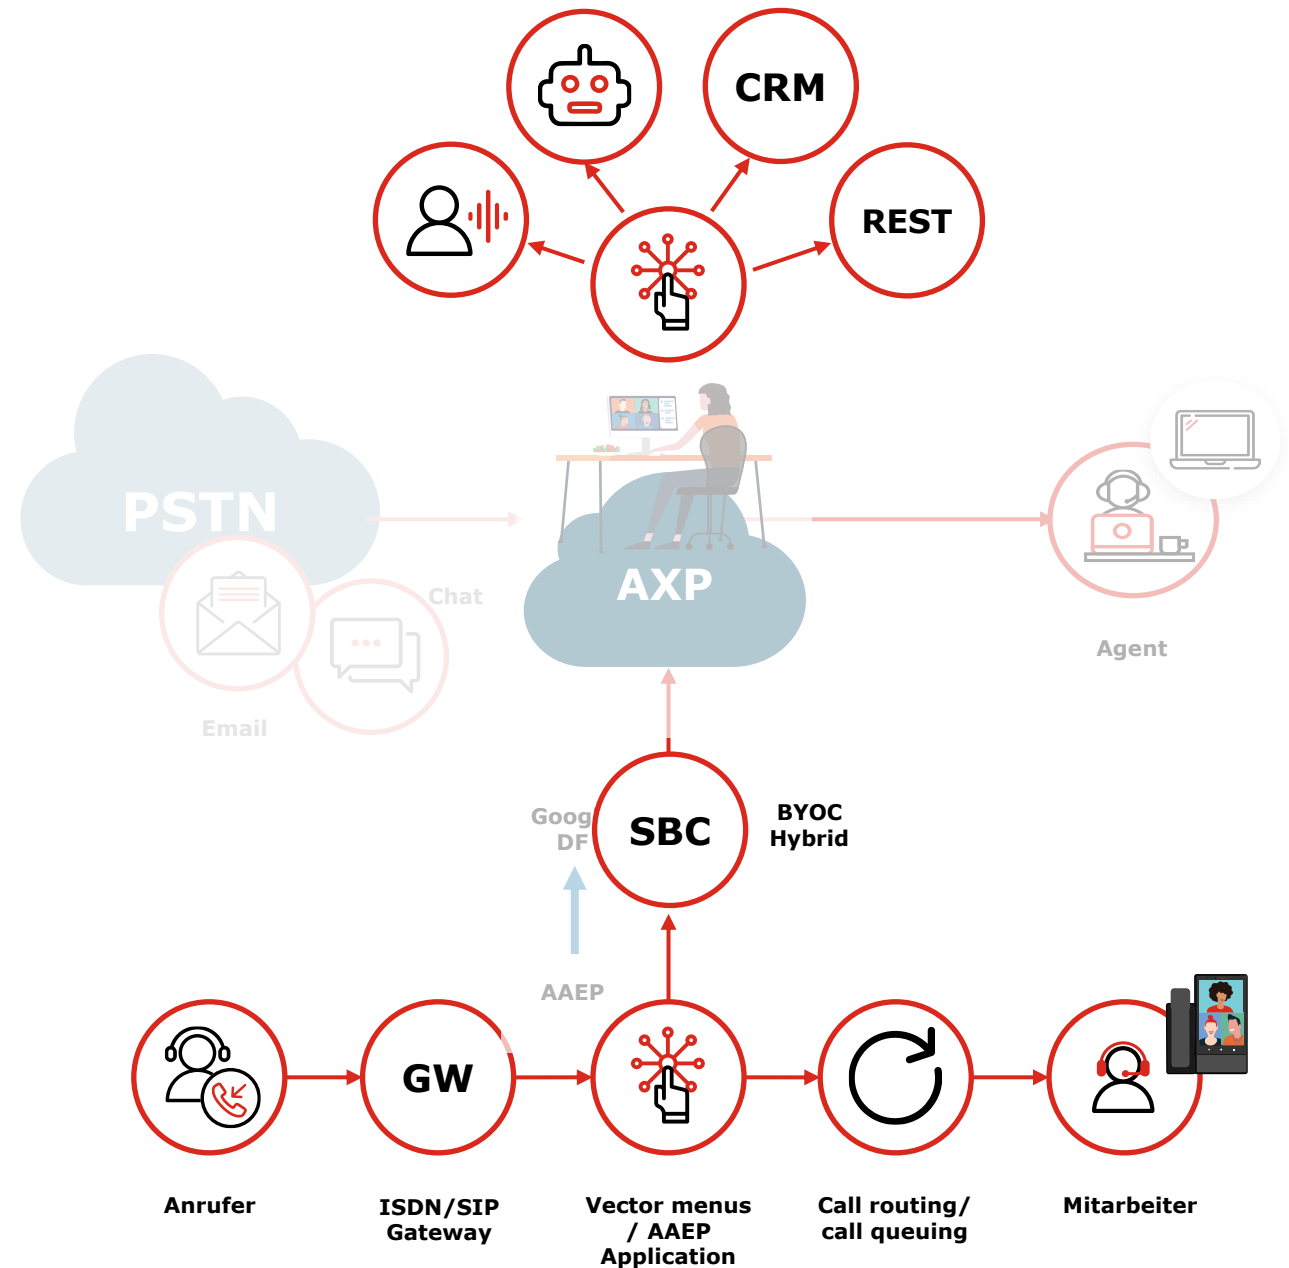 CRM
REST
PSTN
Chat
AXP
Agent
Email
Goog
DF
SBC
BYOC
Hybrid
AAEP
GW
Anrufer
ISDN/SIP
Gateway
Vector menus
/ AAEP
Application
Call routing/
call queuing
Mitarbeiter